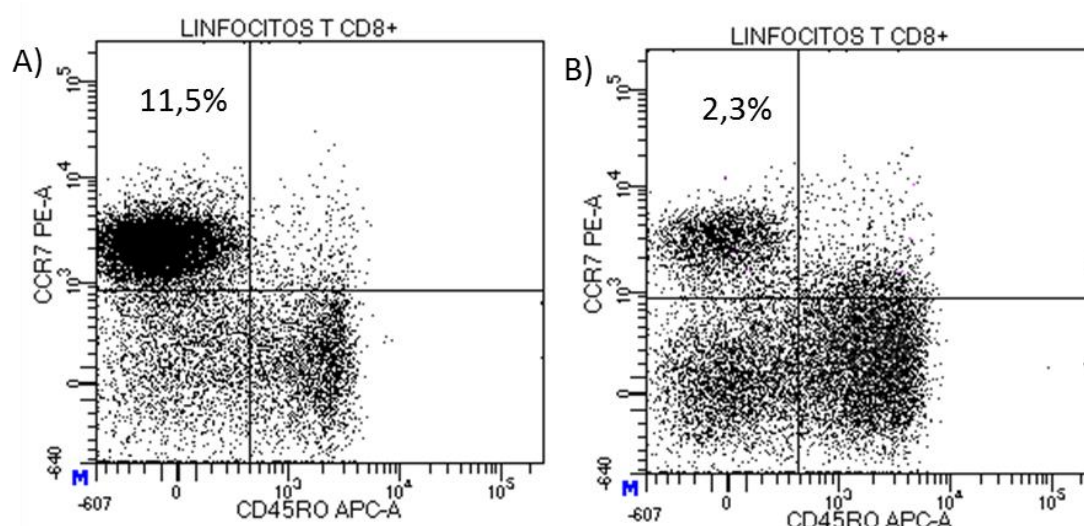 LINFOCITOS T CD8+
A)
11,5%
CCR7 PE-A
10^5
10^4
10^3
0
-640
M
-607
0
10^3
10^4
10^5
CD45RO APC-A
LINFOCITOS T CD8+
B)
2,3%
CCR7 PE-A
10^5
10^4
10^3
0
-640
M
-607
0
10^3
10^4
10^5
CD45RO APC-A